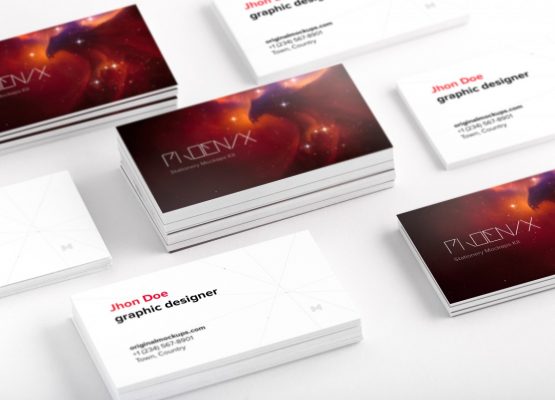 Jhon Doe
graphic designer
originalmockups.com
+1 (234) 567-8901
Town, Country
PHOENIX
Mockups Kit
Jhon Doe
graphic designer
originalmockups.com
+1 (234) 567-8901
Town, Country
PHOENIX
Stationery Mockups Kit
PHOENIX
Stationery Mockups Kit
Jhon Doe
graphic designer
originalmockups.com
+1 (234) 567-8901
Town, Country